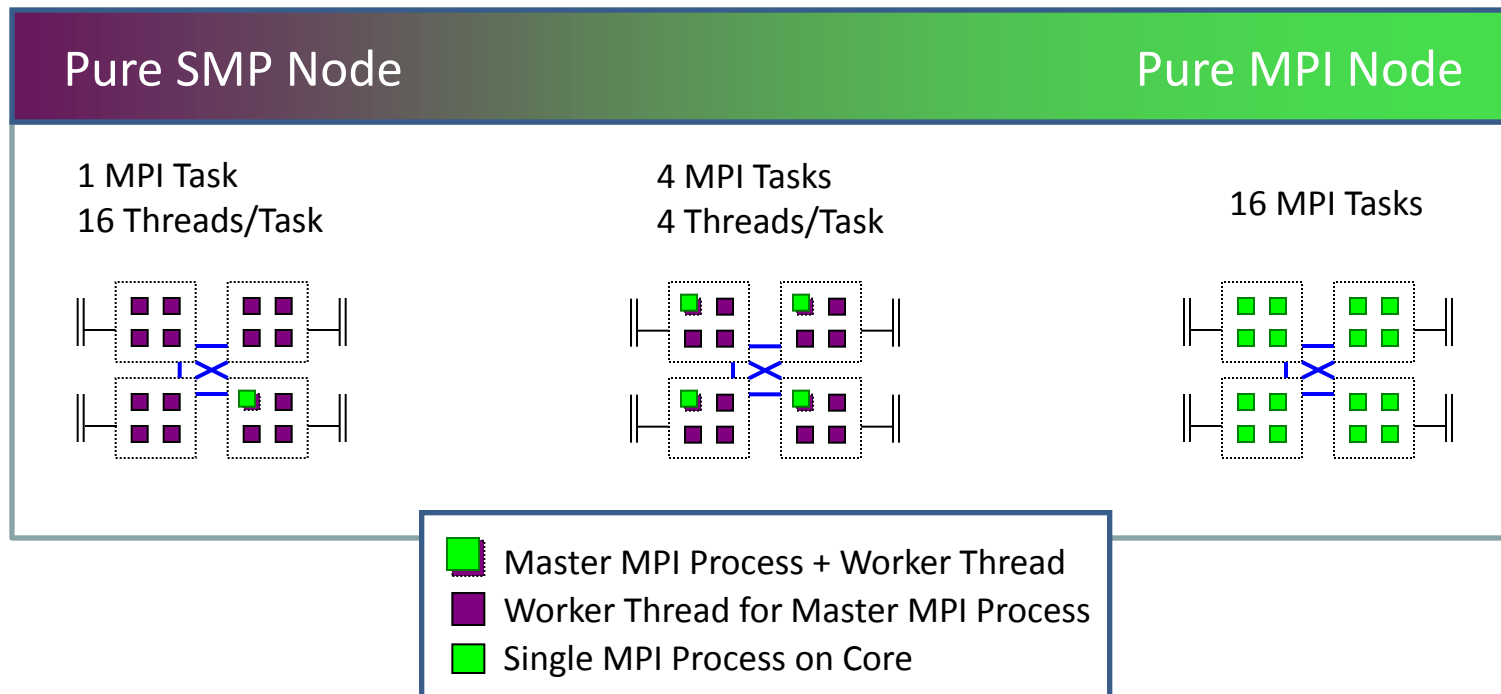 Pure SMP Node
Pure MPI Node
1 MPI Task
16 Threads/Task
4 MPI Tasks
4 Threads/Task
16 MPI Tasks
Master MPI Process + Worker Thread
Worker Thread for Master MPI Process
Single MPI Process on Core